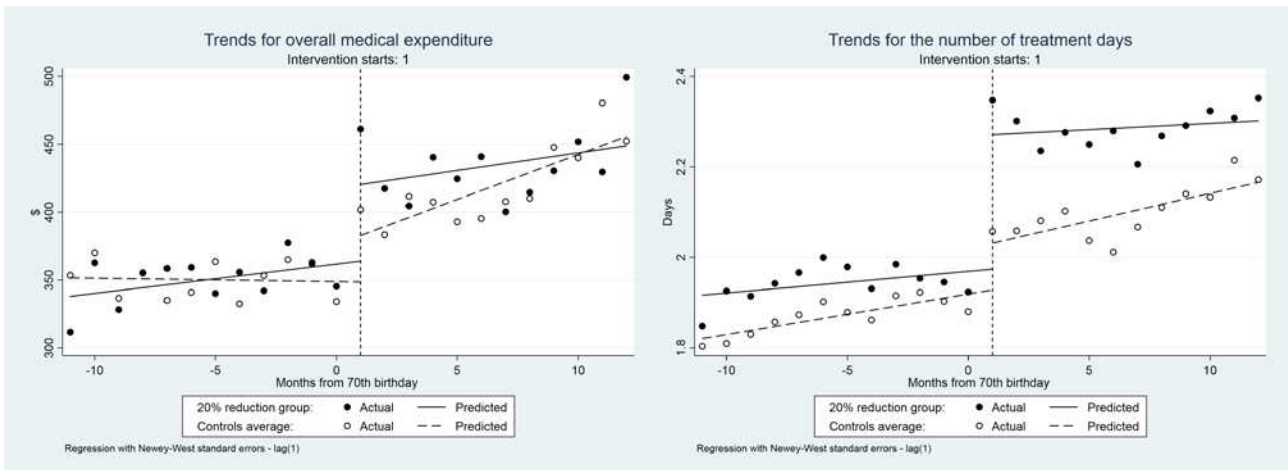 Trends for overall medical expenditure
Intervention starts: 1
500
450
400
350
300
$
-10 -5 0 5 10
Months from 70th birthday
20% reduction group: Actual Predicted
Controls average: Actual Predicted
Regression with Newey-West standard errors - lag(1)
Trends for the number of treatment days
Intervention starts: 1
2.4
2.2
2
1.8
Days
-10 -5 0 5 10
Months from 70th birthday
20% reduction group: Actual Predicted
Controls average: Actual Predicted
Regression with Newey-West standard errors - lag(1)